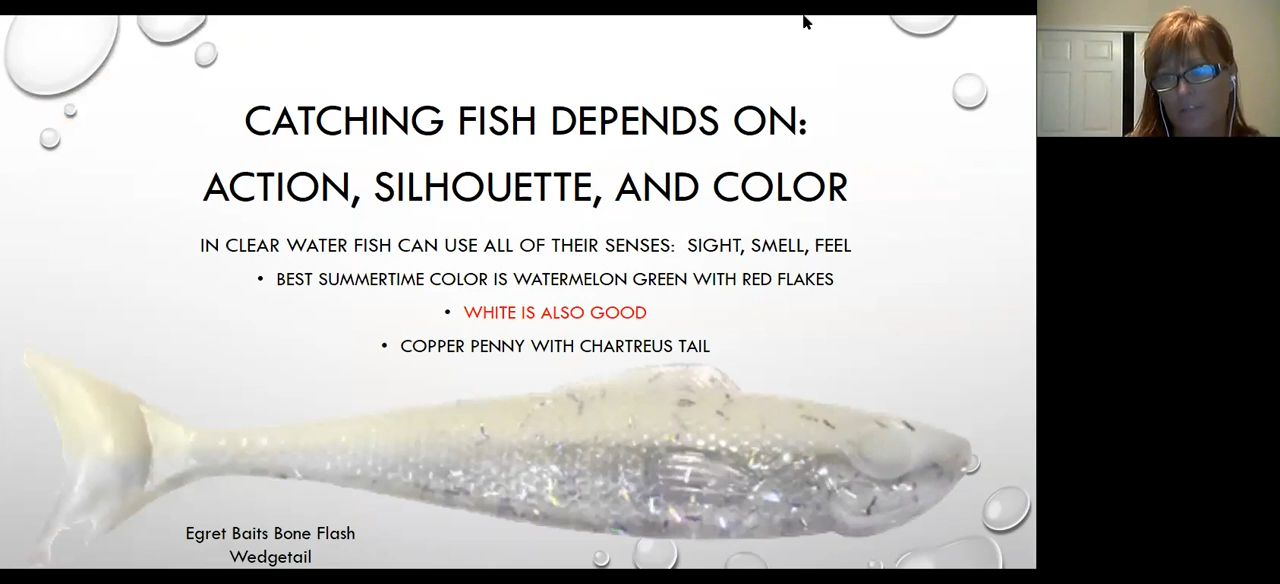 CATCHING FISH DEPENDS ON:
ACTION, SILHOUETTE, AND COLOR
IN CLEAR WATER FISH CAN USE ALL OF THEIR SENSES: SIGHT, SMELL, FEEL
• BEST SUMMERTIME COLOR IS WATERMELON GREEN WITH RED FLAKES
• WHITE IS ALSO GOOD
• COPPER PENNY WITH CHARTREUS TAIL
Egret Baits Bone Flash
Wedgetail